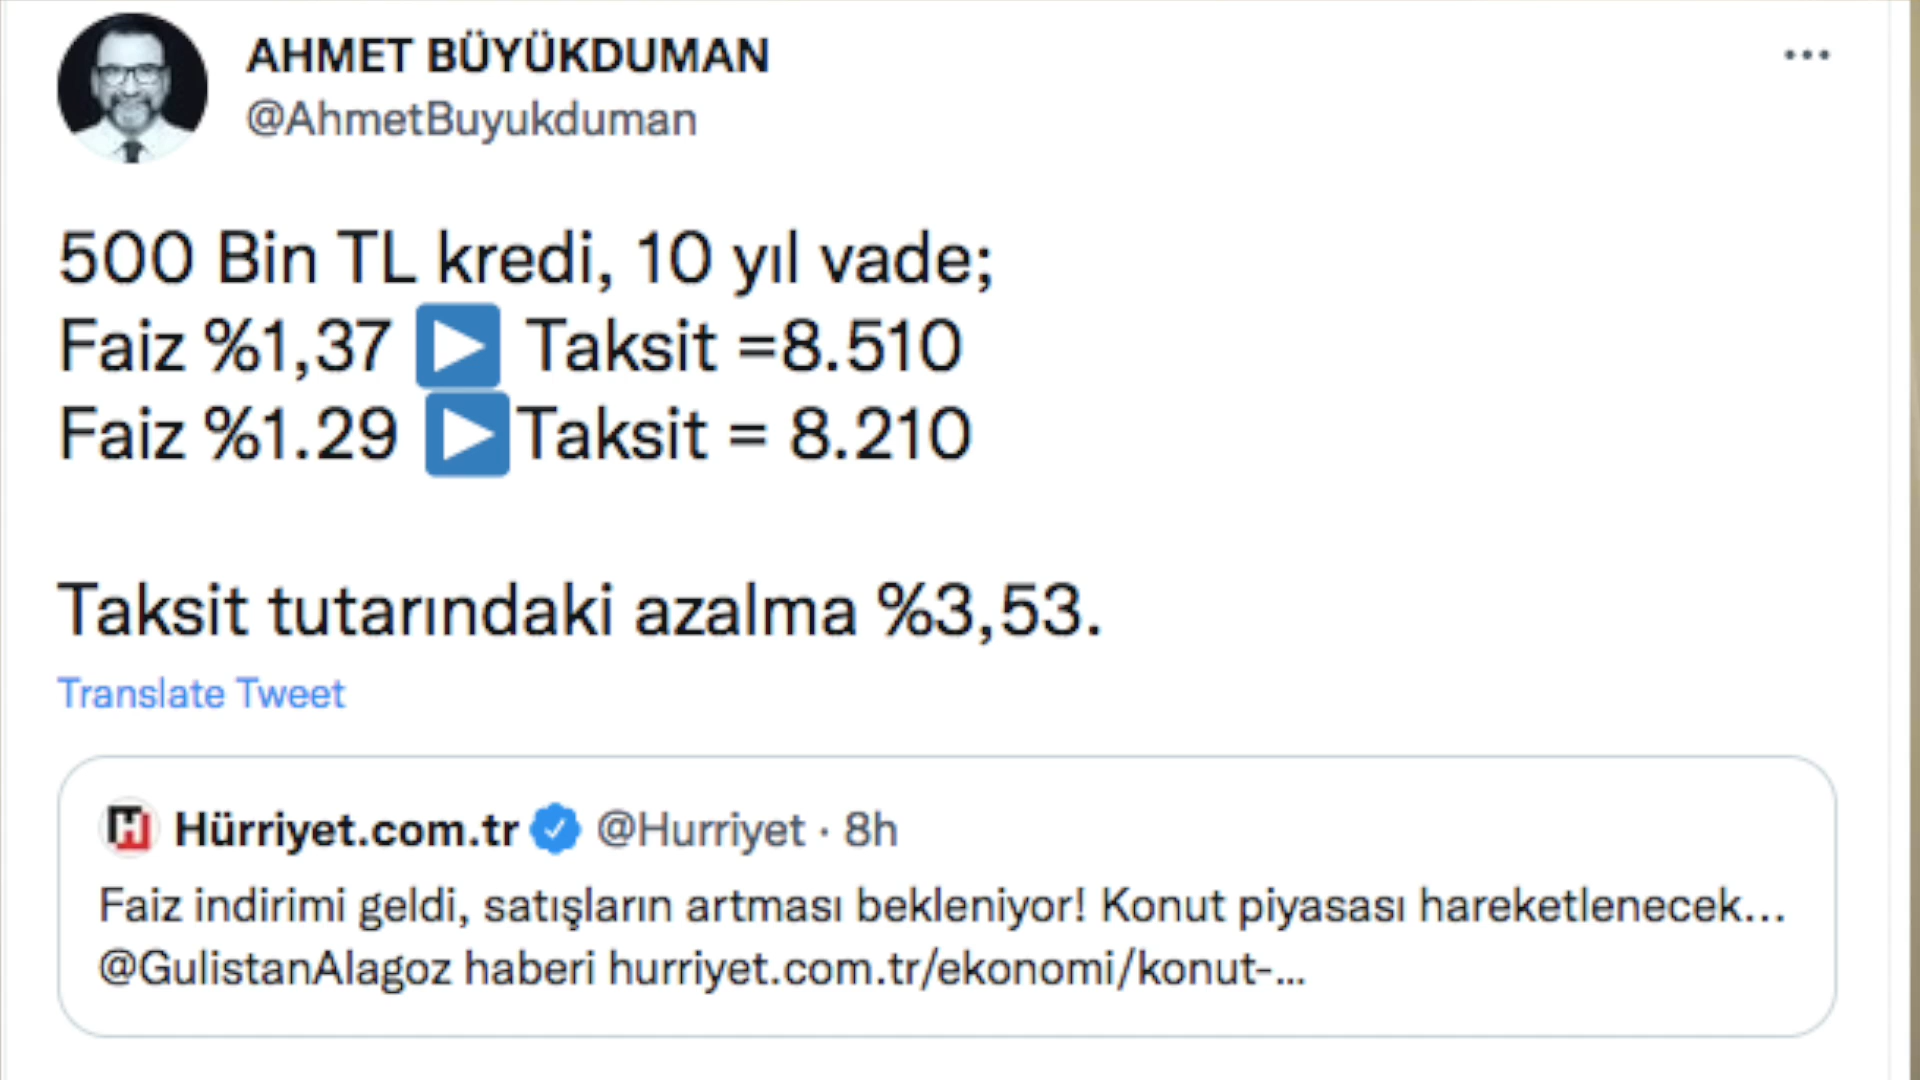 AHMET BÜYÜKDUMAN
@AhmetBuyukduman
500 Bin TL kredi, 10 yıl vade;
Faiz %1,37 ▶ Taksit =8.510
Faiz %1.29 ▶Taksit = 8.210
Taksit tutarındaki azalma %3,53.
Translate Tweet
Hürriyet.com.tr @Hurriyet · 8h
Faiz indirimi geldi, satışların artması bekleniyor! Konut piyasası hareketlenecek...
@GulistanAlagoz haberi hurriyet.com.tr/ekonomi/konut-...